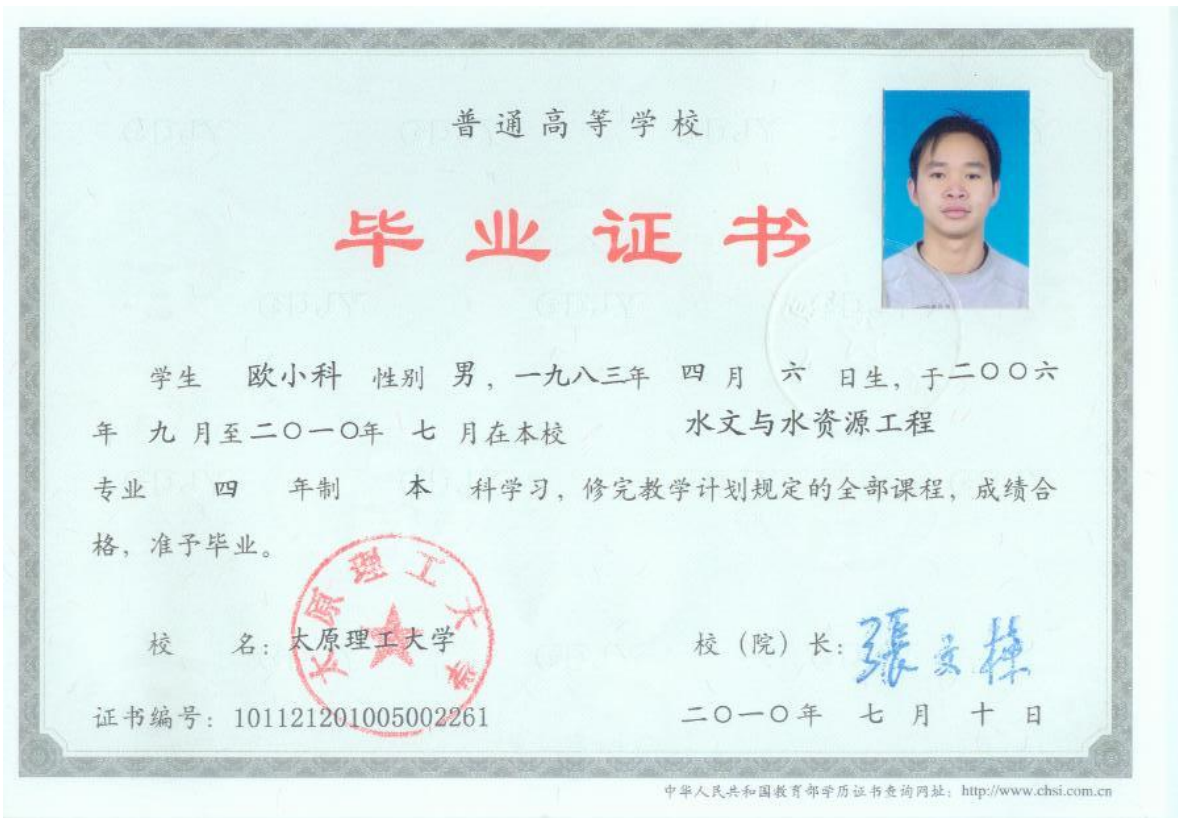 普通高等学校
毕业证书
学生 欧小科 性别 男，一九八三年 四 月 六 日生，于二〇〇六
年 九 月至二〇一〇年 七 月在本校 水文与水资源工程
专业 四 年制 本 科学习，修完教学计划规定的全部课程，成绩合
格，准予毕业。
太原理工大学
校 名：太原理工大学 校（院）长：張文棟
证书编号：101121201005002261 二〇一〇年 七 月 十 日
中华人民共和国教育部学历证书查询网址：http://www.chsi.com.cn